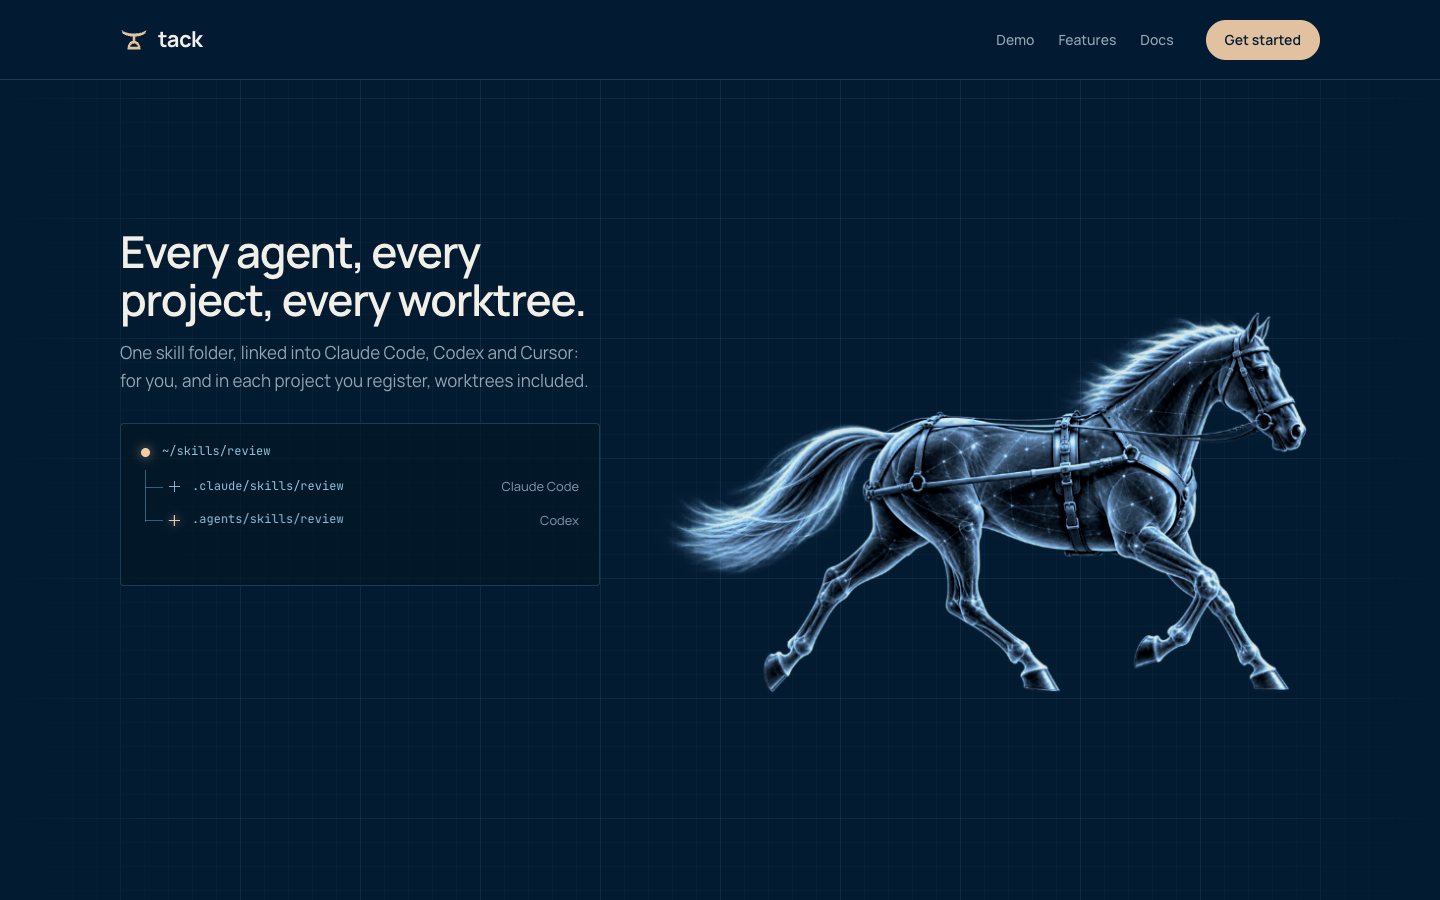 tack
Demo
Features
Docs
Get started
Every agent, every
project, every worktree.
One skill folder, linked into Claude Code, Codex and Cursor:
for you, and in each project you register, worktrees included.
~/skills/review
.claude/skills/review
Claude Code
.agents/skills/review
Codex